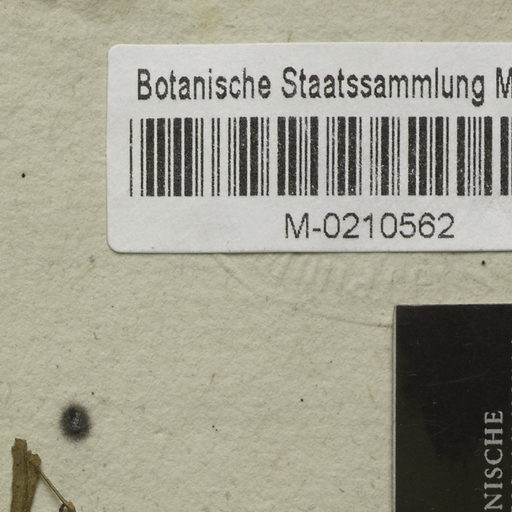 Botanische Staatssammlung M
M-0210562
NISCHE